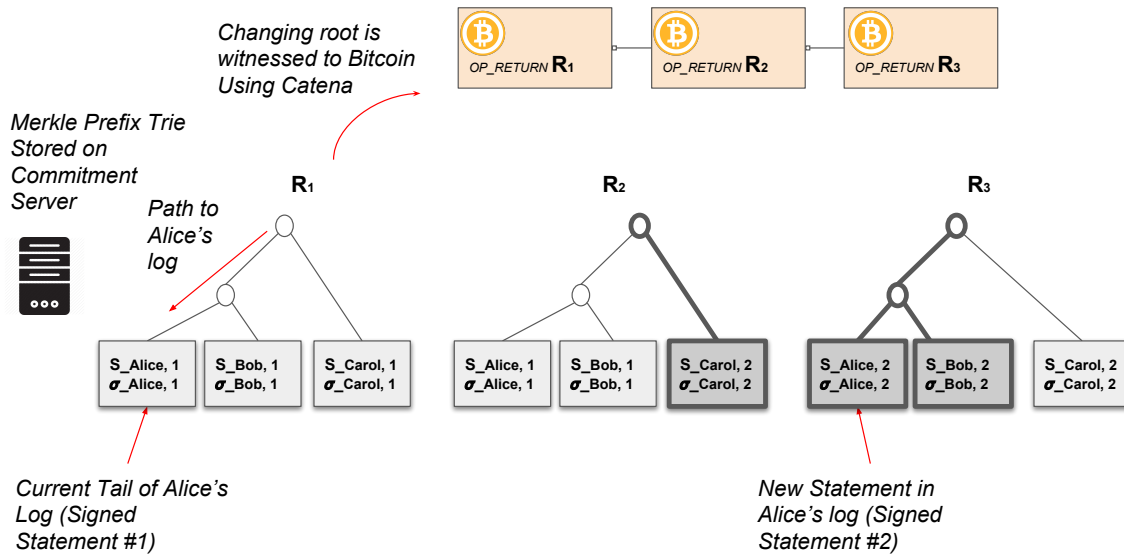 Changing root is
witnessed to Bitcoin
Using Catena
OP_RETURN R1
OP_RETURN R2
OP_RETURN R3
Merkle Prefix Trie
Stored on
Commitment
Server
Path to
Alice's
log
R1
R2
R3
S_Alice, 1
σ_Alice, 1
S_Bob, 1
σ_Bob, 1
S_Carol, 1
σ_Carol, 1
S_Alice, 1
σ_Alice, 1
S_Bob, 1
σ_Bob, 1
S_Carol, 2
σ_Carol, 2
S_Alice, 2
σ_Alice, 2
S_Bob, 2
σ_Bob, 2
S_Carol, 2
σ_Carol, 2
Current Tail of Alice's
Log (Signed
Statement #1)
New Statement in
Alice's log (Signed
Statement #2)